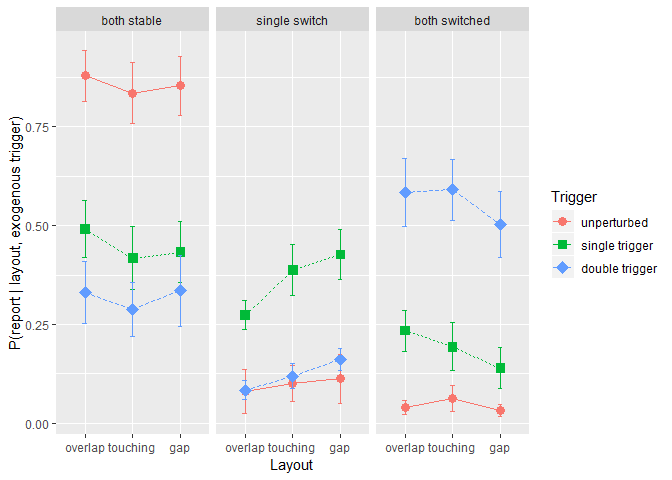 both stable single switch both switched
P(report | layout, exogenous trigger)
0.75
0.50
0.25
0.00
overlap touching gap overlap touching gap overlap touching gap
Layout
Trigger
unperturbed
single trigger
double trigger